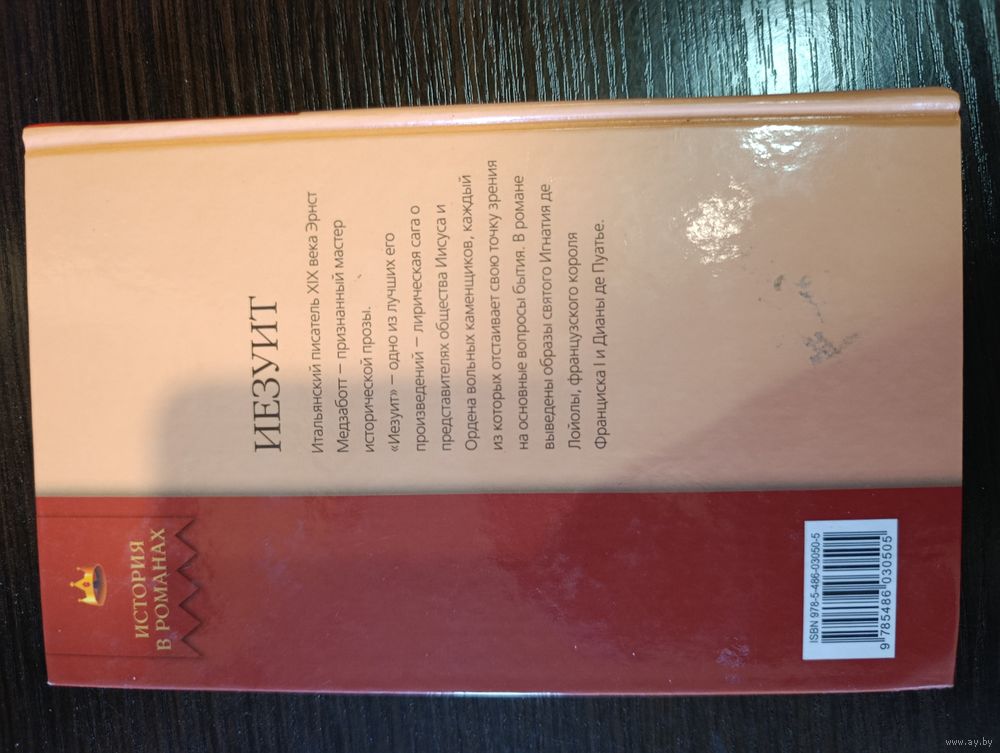 ИСТОРИЯ
В РОМАНАХ
ИЕЗУИТ
Итальянский писатель XIX века Эрнст
Медзаботт – признанный мастер
исторической прозы.
«Иезуит» – одно из лучших его
произведений – лирическая сага о
представителях общества Иисуса и
Ордена вольных каменщиков, каждый
из которых отстаивает свою точку зрения
на основные вопросы бытия. В романе
выведены образы святого Игнатия де
Лойолы, французского короля
Франциска I и Дианы де Пуатье.
ISBN 978-5-486-03050-5
9 785486 030505
www.ay.by